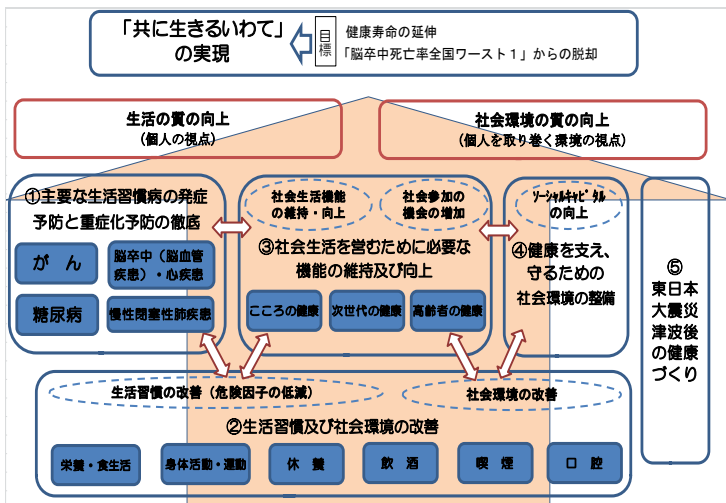 「共に生きるいわて」
の実現
目標
健康寿命の延伸
「脳卒中死亡率全国ワースト１」からの脱却
生活の質の向上
（個人の視点）
社会環境の質の向上
（個人を取り巻く環境の視点）
①主要な生活習慣病の発症
予防と重症化予防の徹底
がん
脳卒中（脳血管
疾患）・心疾患
糖尿病
慢性閉塞性肺疾患
社会生活機能
の維持・向上
社会参加の
機会の増加
③社会生活を営むために必要な
機能の維持及び向上
こころの健康
次世代の健康
高齢者の健康
ソーシャルキャピタル
の向上
④健康を支え、
守るための
社会環境の整備
⑤
東日本
大震災
津波後
の健康
づくり
生活習慣の改善（危険因子の低減）
社会環境の改善
②生活習慣及び社会環境の改善
栄養・食生活
身体活動・運動
休養
飲酒
喫煙
口腔